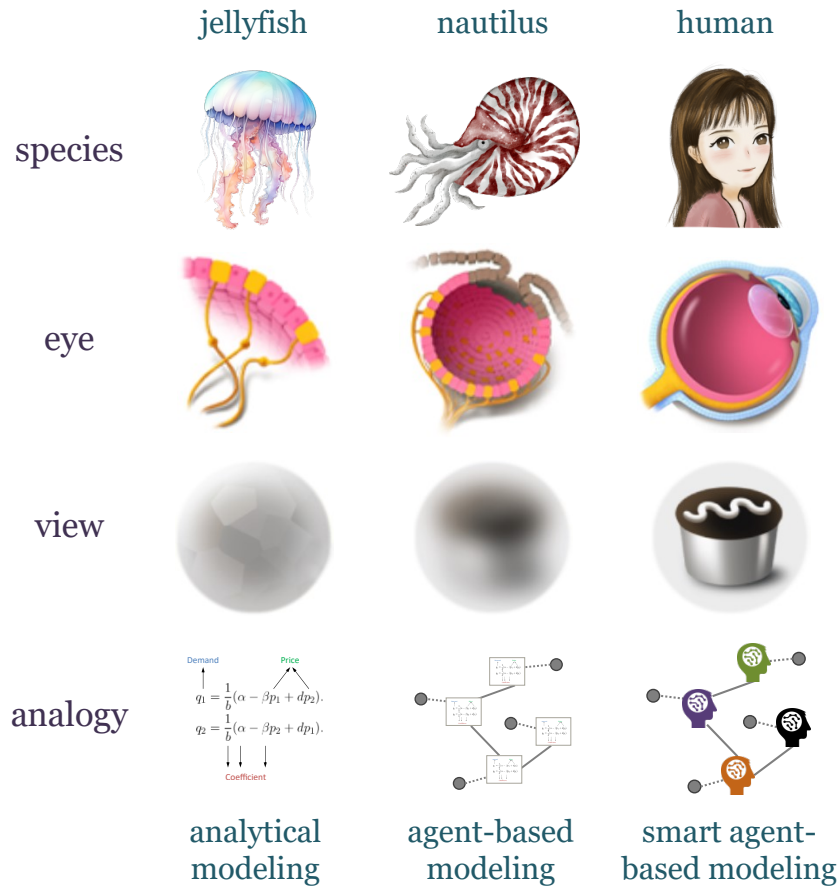 jellyfish nautilus human
species
eye
view
Demand Price
q₁ = 1/b(α − βp₁ + dp₂).
analogy
q₂ = 1/b(α − βp₂ + dp₁).
Coefficient
analytical modeling
agent-based modeling
smart agent-based modeling